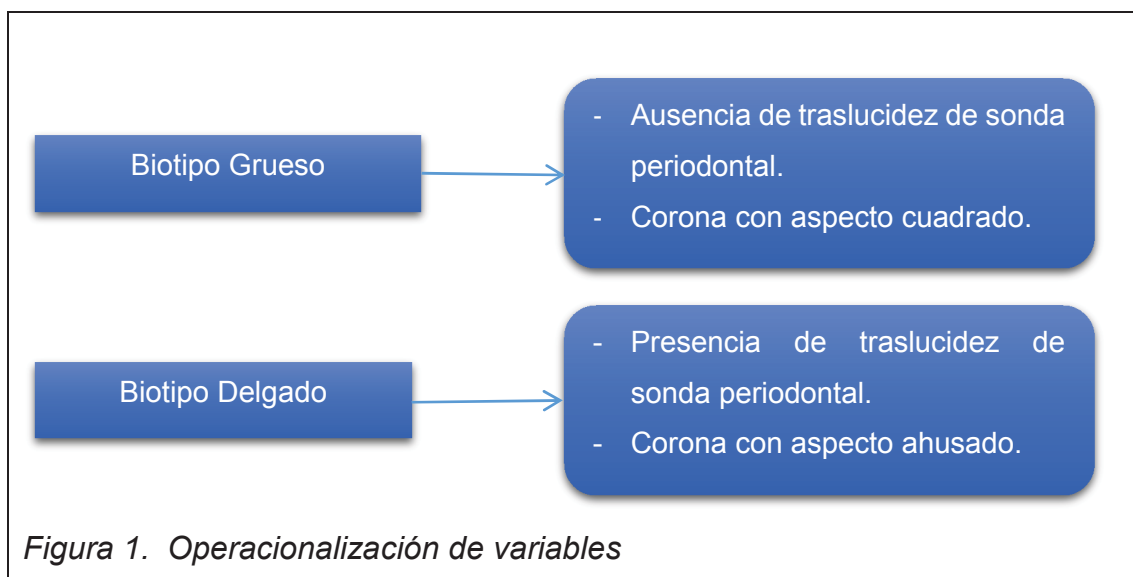 Biotipo Grueso
- Ausencia de traslucidez de sonda
periodontal.
- Corona con aspecto cuadrado.
Biotipo Delgado
- Presencia de traslucidez de
sonda periodontal.
- Corona con aspecto ahusado.
Figura 1. Operacionalización de variables